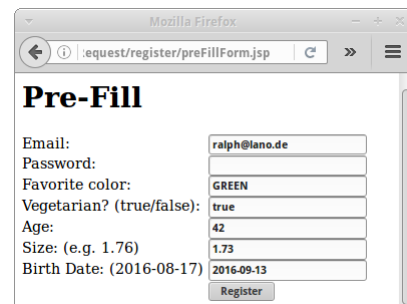 Mozilla Firefox
:equest/register/preFillForm.jsp
Pre-Fill
Email: ralph@lano.de
Password:
Favorite color: GREEN
Vegetarian? (true/false): true
Age: 42
Size: (e.g. 1.76) 1.73
Birth Date: (2016-08-17) 2016-09-13
Register